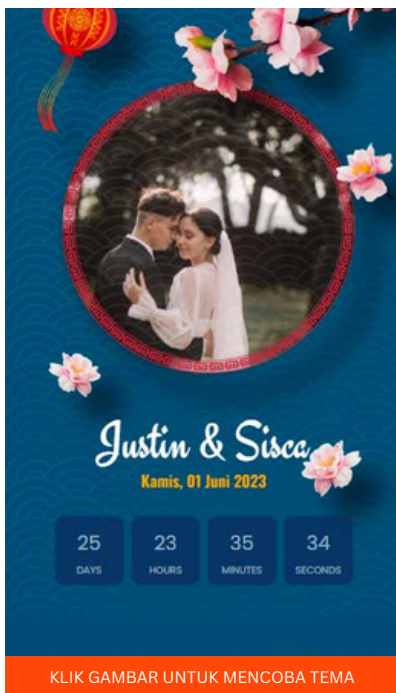 Justin & Sisca
Kamis, 01 Juni 2023
25 23 35 34
DAYS HOURS MINUTES SECONDS
KLIK GAMBAR UNTUK MENCOBA TEMA